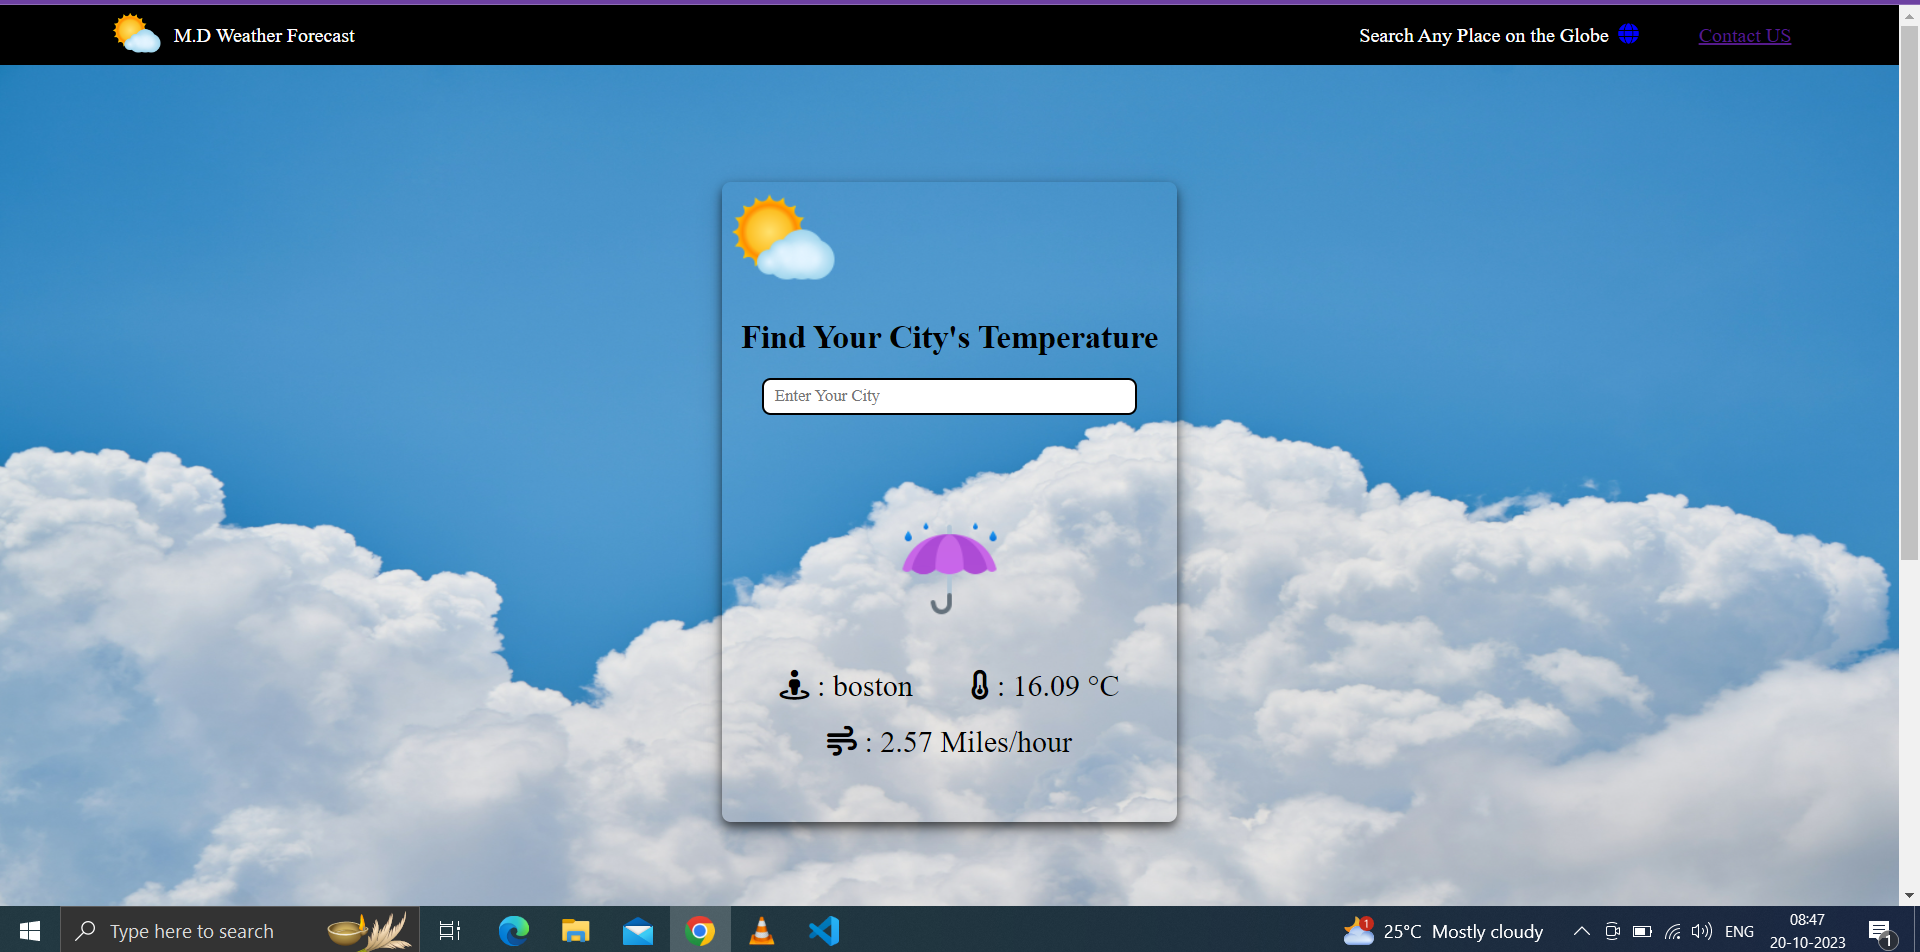 M.D Weather Forecast
Search Any Place on the Globe
Contact US
Find Your City's Temperature
Enter Your City
: boston
: 16.09 °C
: 2.57 Miles/hour
Type here to search
1
25°C Mostly cloudy
ENG
08:47
20-10-2023
1